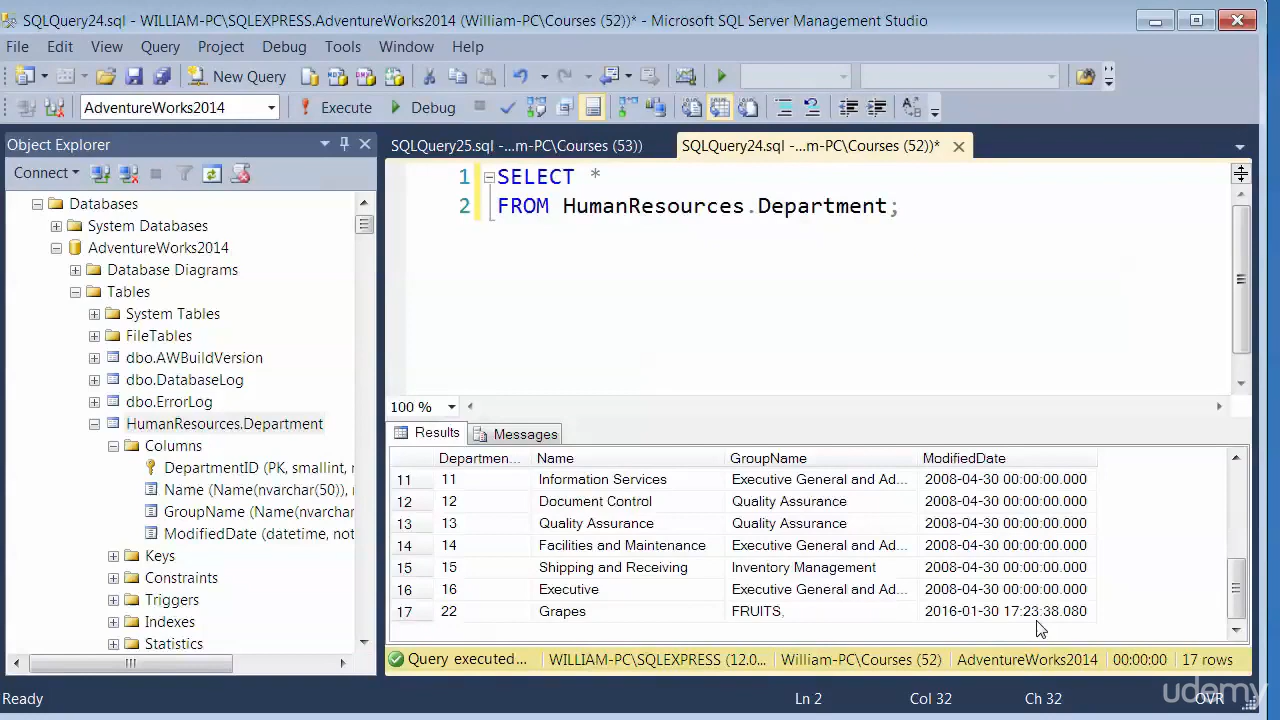 SQLQuery24.sql - WILLIAM-PC\SQLEXPRESS.AdventureWorks2014 (William-PC\Courses (52))* - Microsoft SQL Server Management Studio
File Edit View Query Project Debug Tools Window Help
New Query
AdventureWorks2014 Execute Debug
Object Explorer
SQLQuery25.sql -...m-PC\Courses (53)) SQLQuery24.sql -...m-PC\Courses (52))*
Connect
Databases
System Databases
AdventureWorks2014
Database Diagrams
Tables
System Tables
FileTables
dbo.AWBuildVersion
dbo.DatabaseLog
dbo.ErrorLog
HumanResources.Department
Columns
DepartmentID (PK, smallint, r
Name (Name(nvarchar(50)), r
GroupName (Name(nvarchar
ModifiedDate (datetime, not
Keys
Constraints
Triggers
Indexes
Statistics
1 SELECT *
2 FROM HumanResources.Department;
100 %
Results Messages
Departmen... Name GroupName ModifiedDate
11 11 Information Services Executive General and Ad... 2008-04-30 00:00:00.000
12 12 Document Control Quality Assurance 2008-04-30 00:00:00.000
13 13 Quality Assurance Quality Assurance 2008-04-30 00:00:00.000
14 14 Facilities and Maintenance Executive General and Ad... 2008-04-30 00:00:00.000
15 15 Shipping and Receiving Inventory Management 2008-04-30 00:00:00.000
16 16 Executive Executive General and Ad... 2008-04-30 00:00:00.000
17 22 Grapes FRUITS, 2016-01-30 17:23:38.080
Query executed... WILLIAM-PC\SQLEXPRESS (12.0... William-PC\Courses (52) AdventureWorks2014 00:00:00 17 rows
Ready Ln 2 Col 32 Ch 32 OVR
udemy